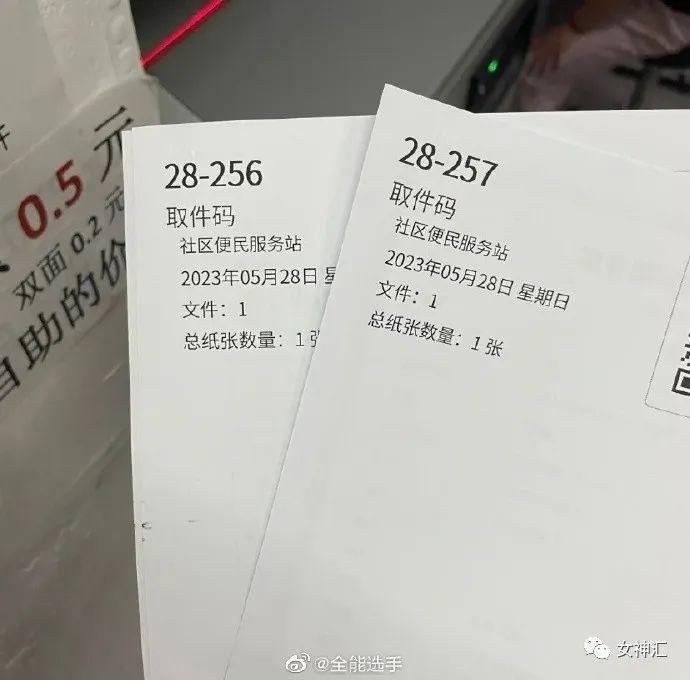 0.5 元
双面 0.2 元
自助的价
28-256
取件码
社区便民服务站
2023年05月28日
文件：1
总纸张数量：1
28-257
取件码
社区便民服务站
2023年05月28日 星期日
文件：1
总纸张数量：1 张
@全能选手
女神汇